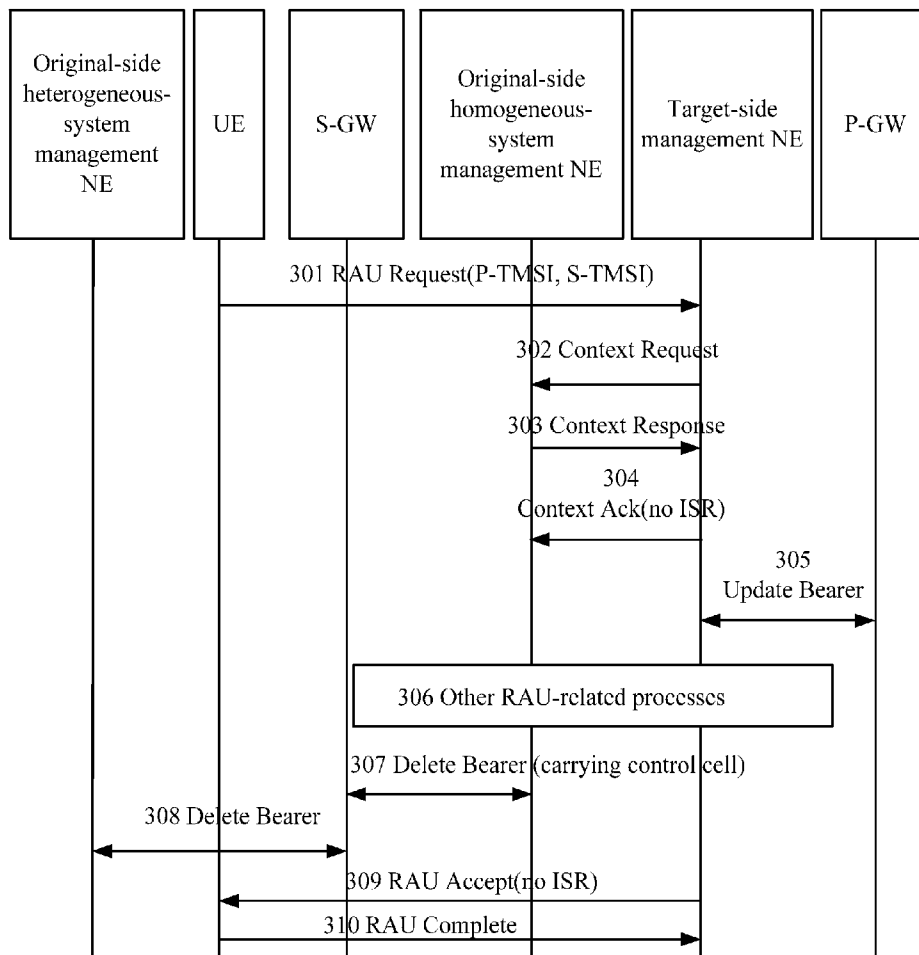 Original-side
heterogeneous-
system
management
NE
UE
S-GW
Original-side
homogeneous-
system
management NE
Target-side
management NE
P-GW
301 RAU Request(P-TMSI, S-TMSI)
302 Context Request
303 Context Response
304
Context Ack(no ISR)
305
Update Bearer
306 Other RAU-related processes
307 Delete Bearer (carrying control cell)
308 Delete Bearer
309 RAU Accept(no ISR)
310 RAU Complete